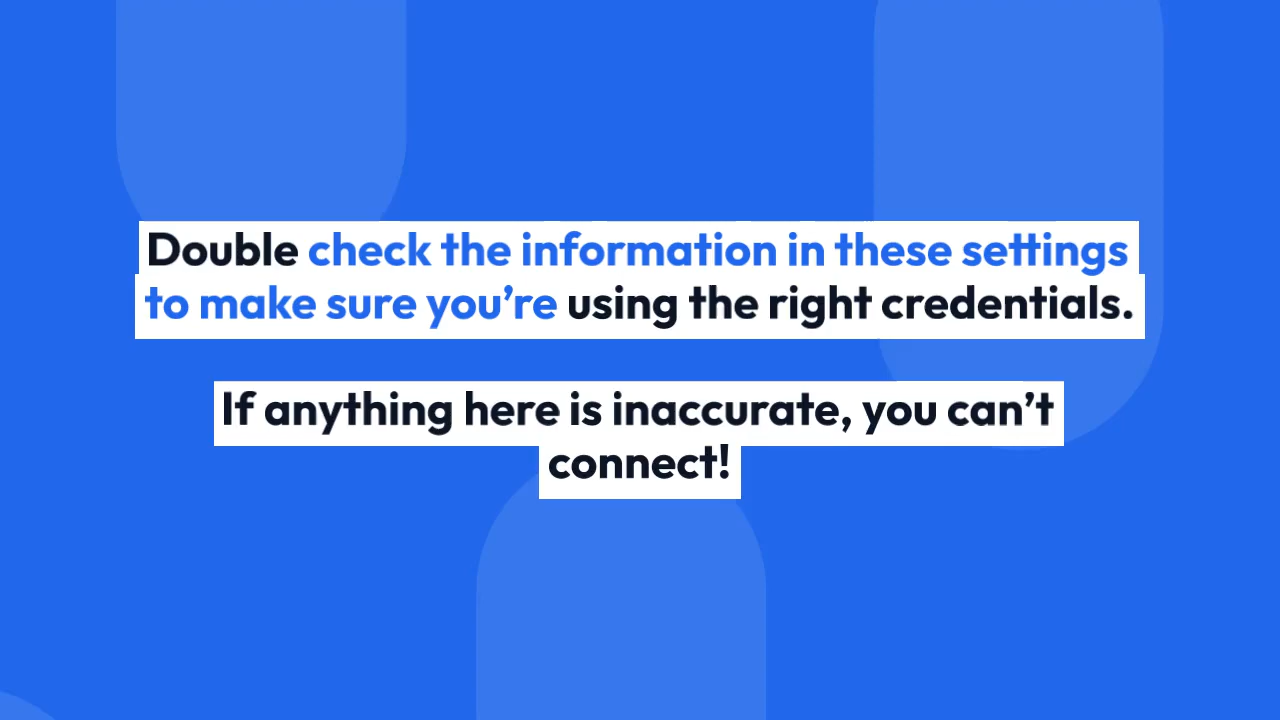 Double check the information in these settings
to make sure you’re using the right credentials.
If anything here is inaccurate, you can’t
connect!